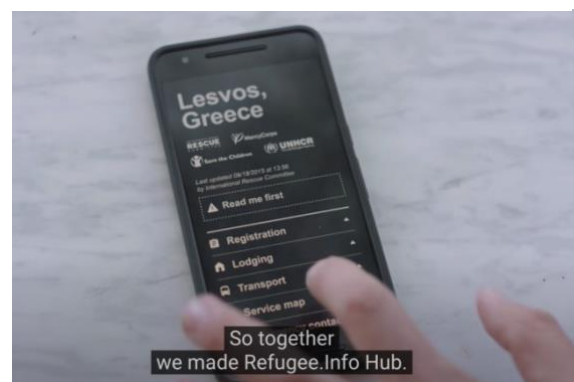 Lesvos,
Greece
RESCUE
MercyCorps
Save the Children
UNHCR
Last updated 09/18/2015 at 13:56
by International Rescue Committee
Read me first
Registration
Lodging
Transport
Service map
So together
we made Refugee.Info Hub.